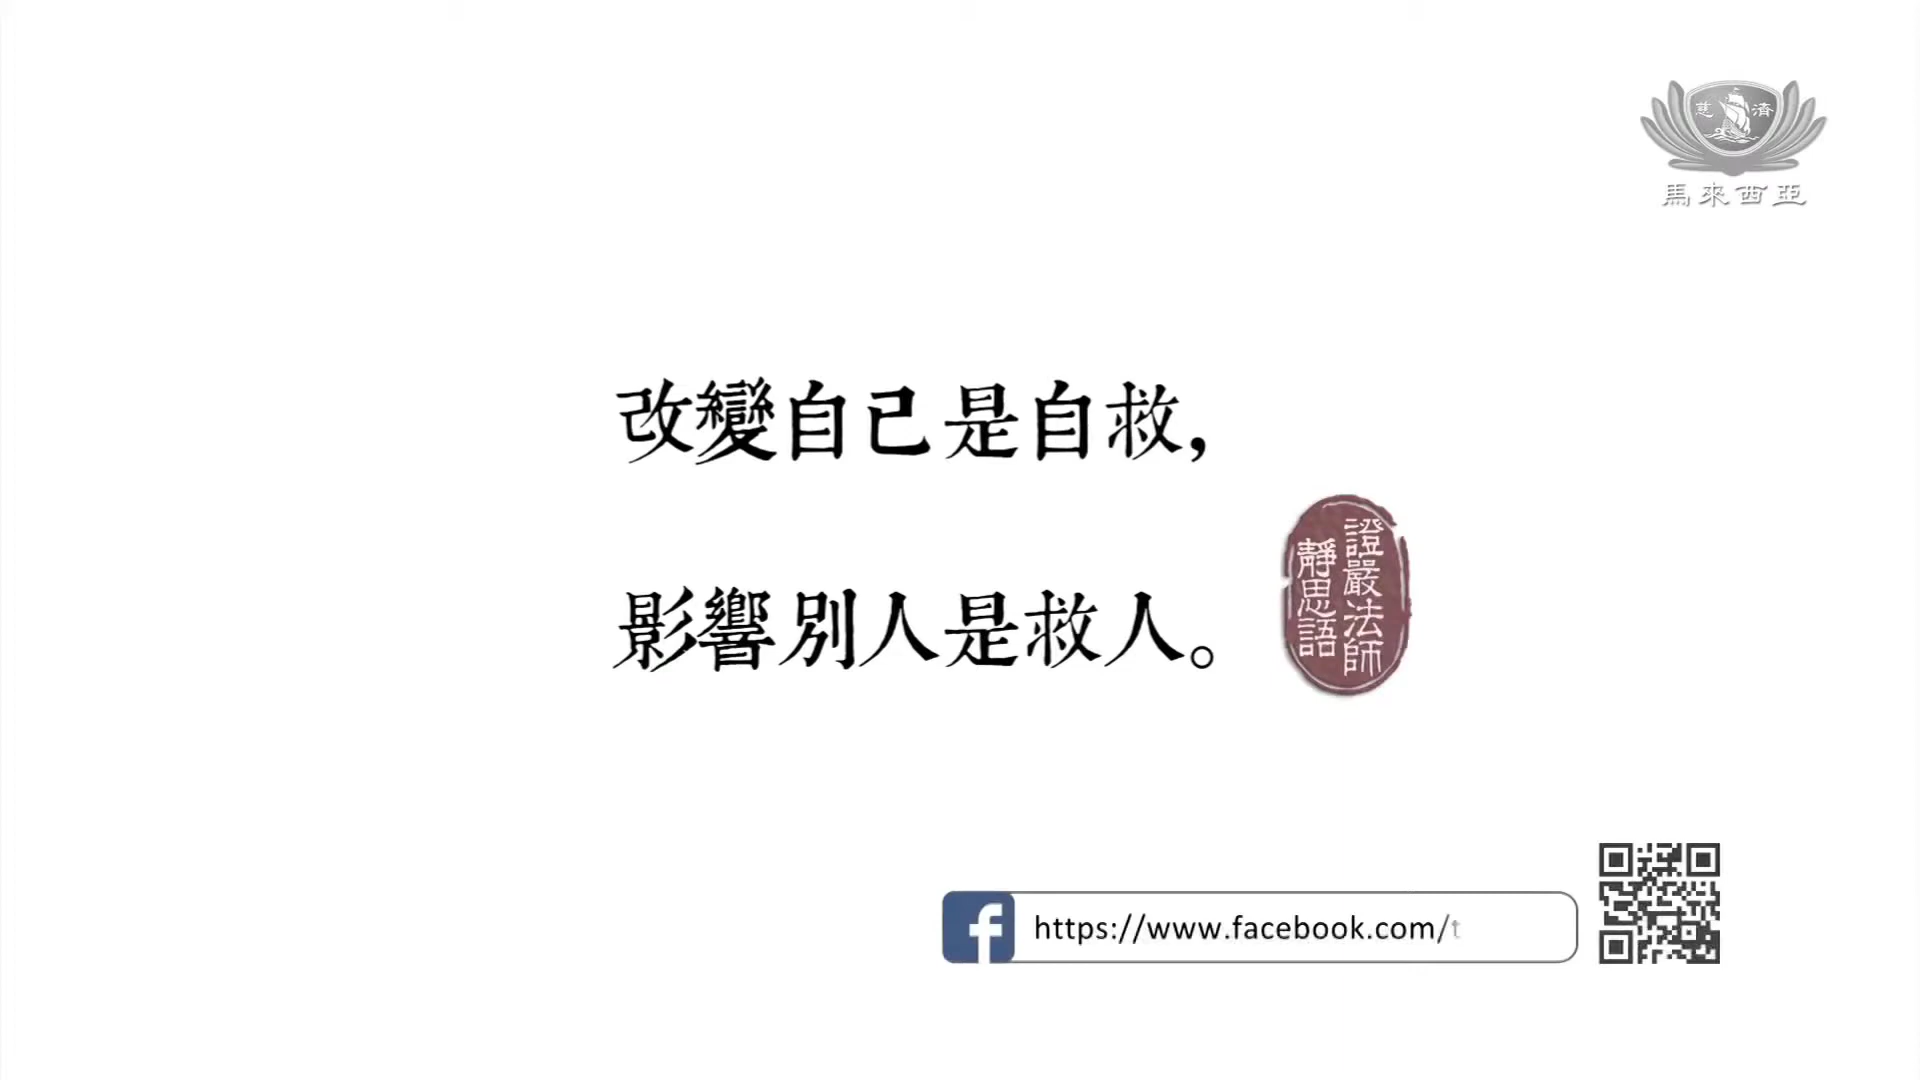 慈濟
馬來西亞
改變自己是自救，
影響別人是救人。
證嚴法師
靜思語
https://www.facebook.com/t